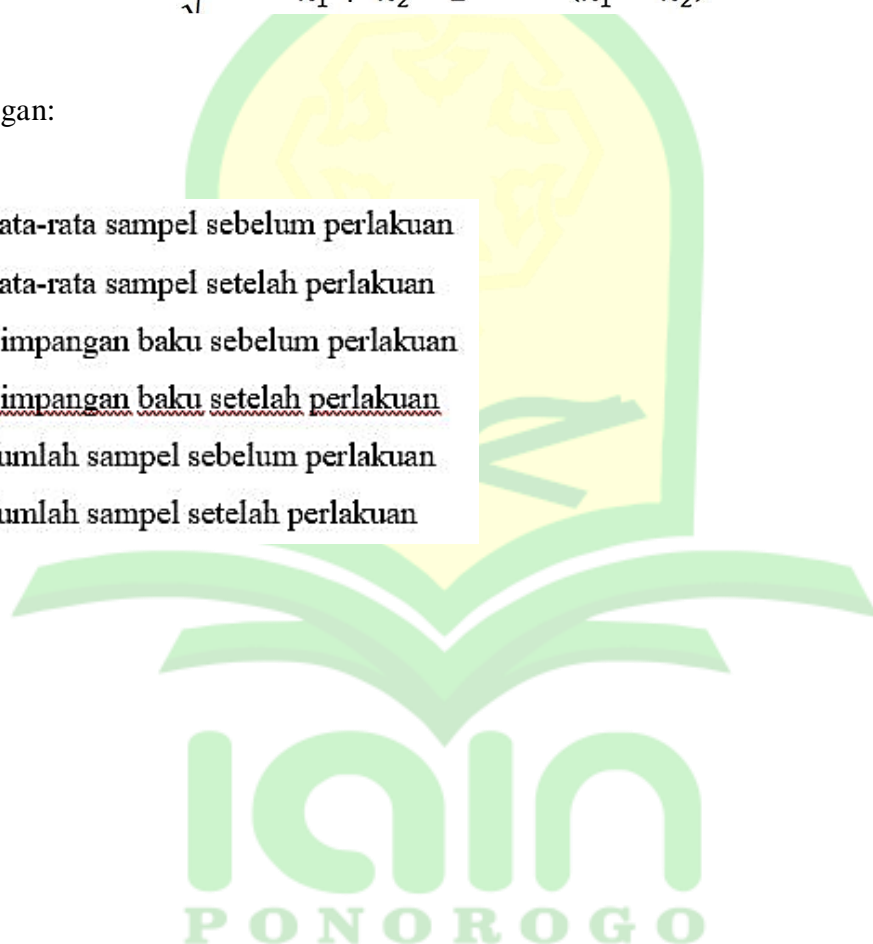 gan:
ata-rata sampel sebelum perlakuan
ata-rata sampel setelah perlakuan
impangan baku sebelum perlakuan
impangan baku setelah perlakuan
umlah sampel sebelum perlakuan
umlah sampel setelah perlakuan
iain
PONOROGO